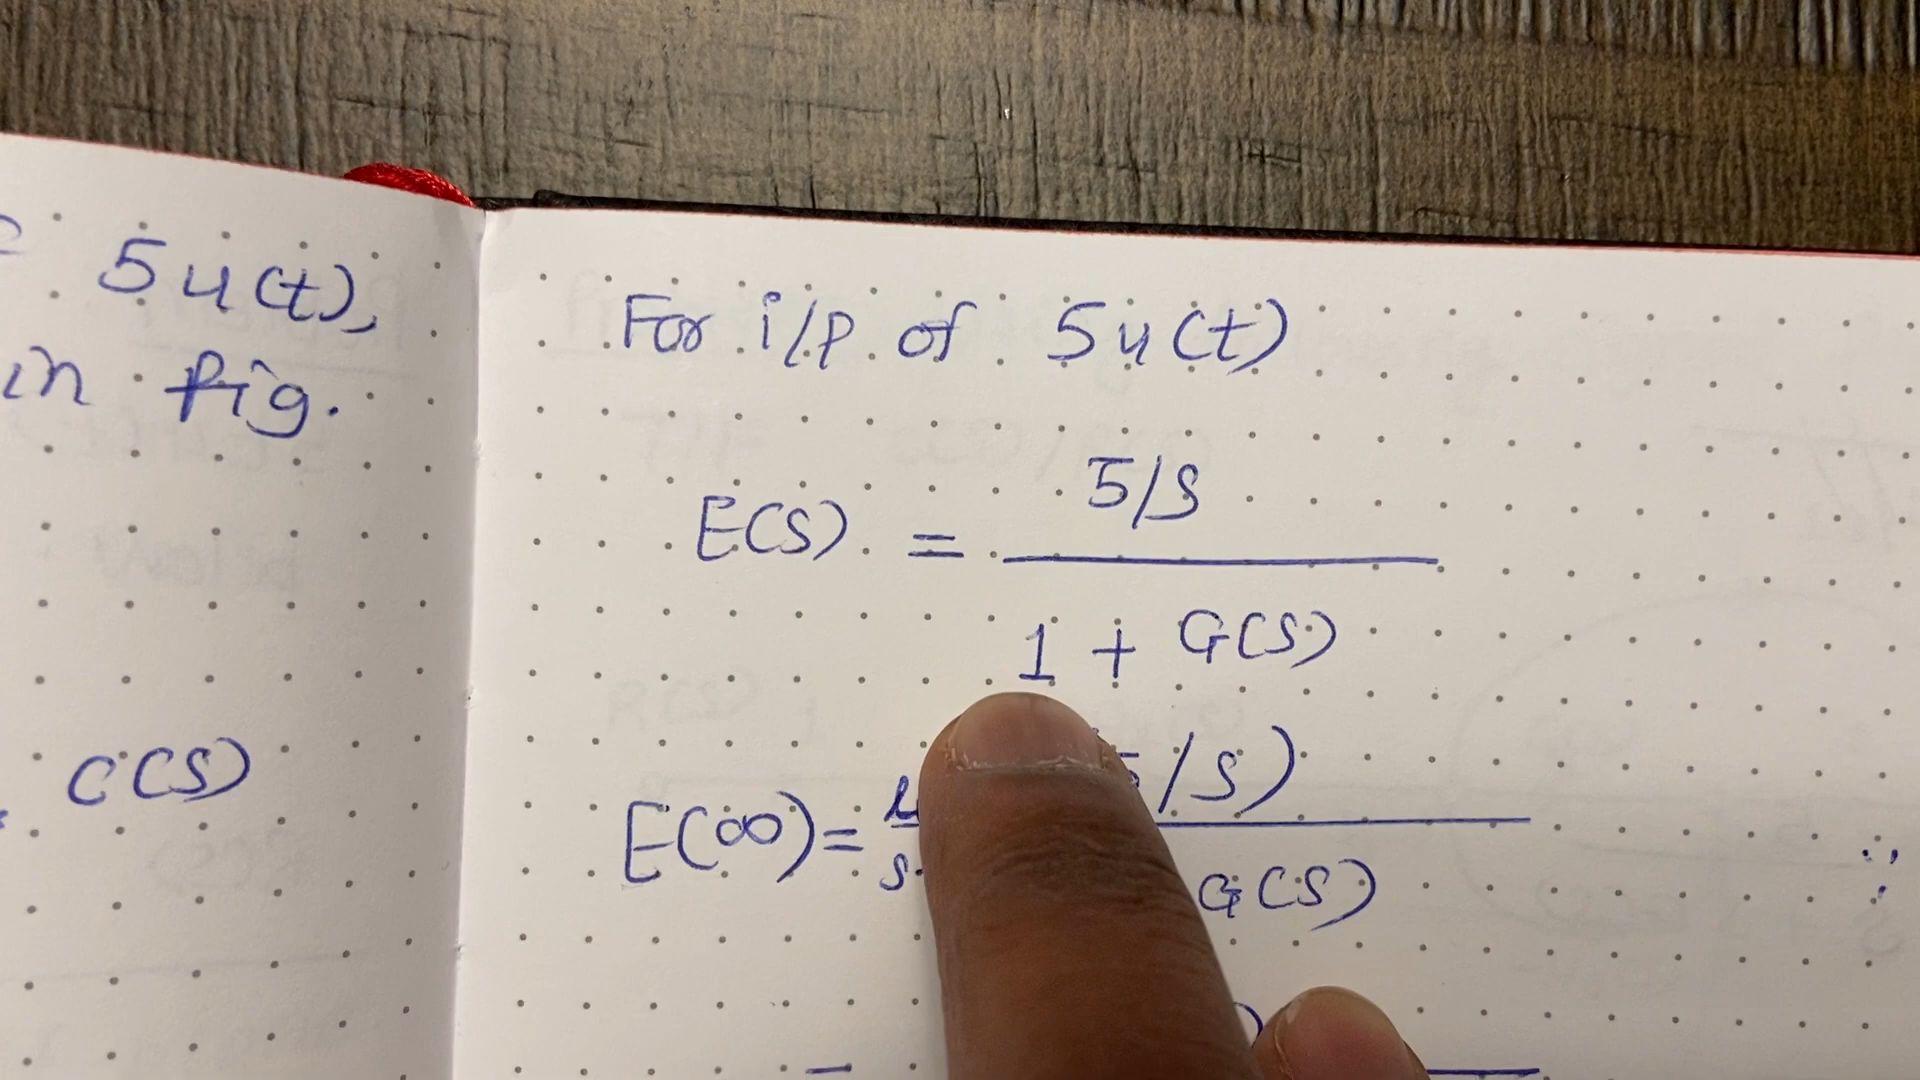 5u(t),
in fig.
C(S)
For i/p of 5u(t)
5/S
E(S) =
1 + G(S)
/S)
E(∞)=
G(S)